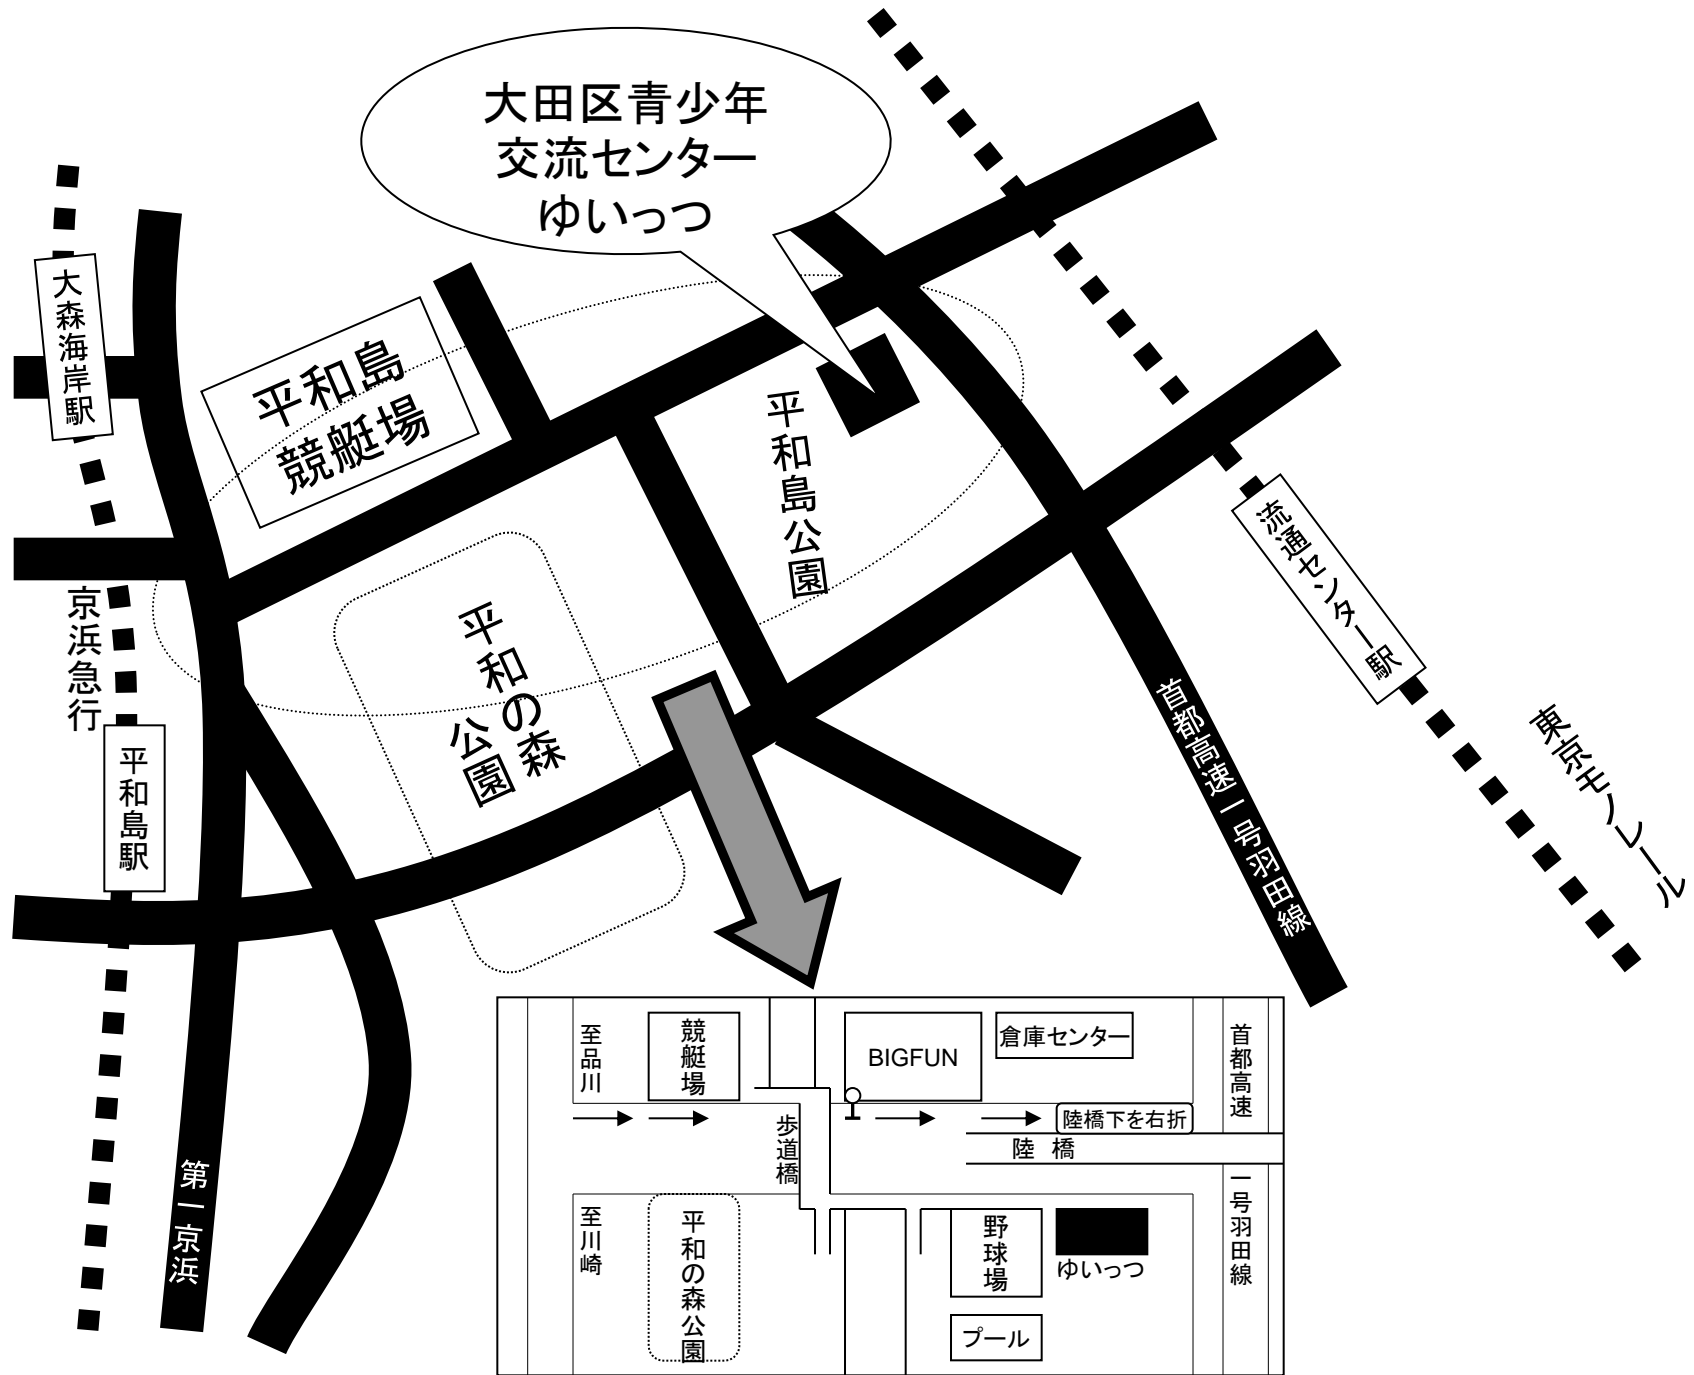 大田区青少年
交流センター
ゆいっつ
大森海岸駅
平和島
競艇場
平和島公園
流通センター駅
京浜急行
平和の森
公園
平和島駅
首都高速一号羽田線
東京モノレール
第一京浜
至品川
競艇場
BIGFUN
倉庫センター
首都高速
陸橋下を右折
歩道橋
陸 橋
一号羽田線
至川崎
平和の森公園
野球場
ゆいっつ
プール